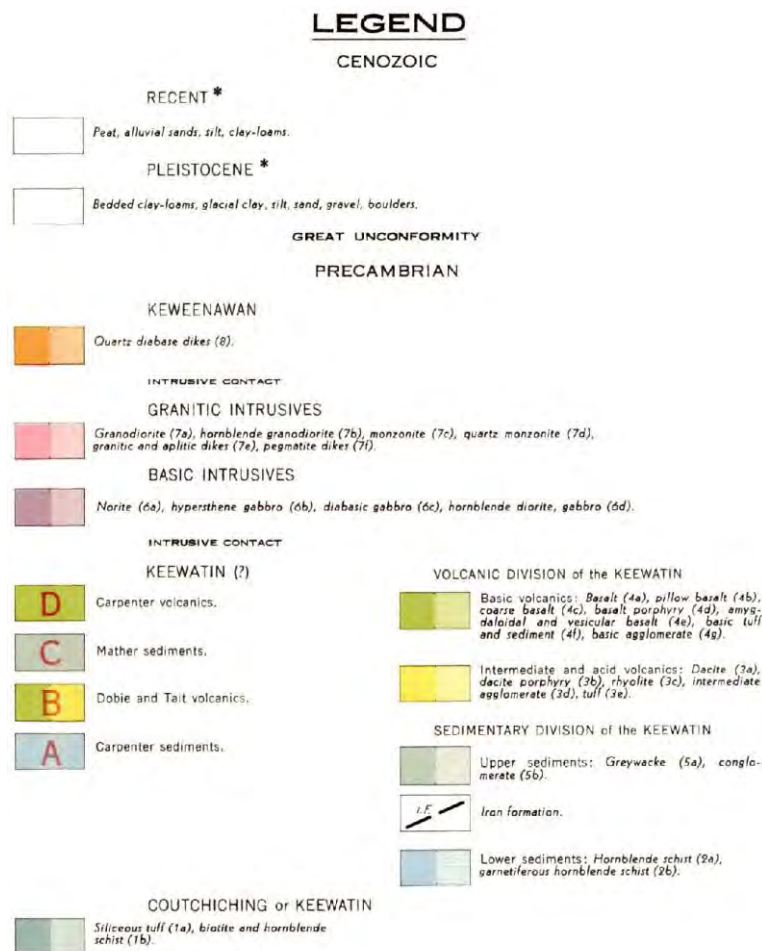 LEGEND
CENOZOIC
RECENT *
Peat, alluvial sands, silt, clay-loams.
PLEISTOCENE *
Bedded clay-loams, glacial clay, silt, sand, gravel, boulders.
GREAT UNCONFORMITY
PRECAMBRIAN
KEWEENAWAN
Quartz diabase dikes (8).
INTRUSIVE CONTACT
GRANITIC INTRUSIVES
Granodiorite (7a), hornblende granodiorite (7b), monzonite (7c), quartz monzonite (7d),
granitic and aplitic dikes (7e), pegmatite dikes (7f).
BASIC INTRUSIVES
Norite (6a), hypersthene gabbro (6b), diabasic gabbro (6c), hornblende diorite, gabbro (6d).
INTRUSIVE CONTACT
KEEWATIN (?)
D
Carpenter volcanics.
C
Mather sediments.
B
Dobie and Tait volcanics.
A
Carpenter sediments.
VOLCANIC DIVISION of the KEEWATIN
Basic volcanics: Basalt (4a), pillow basalt (4b),
coarse basalt (4c), basalt porphyry (4d), amyg-
daloidal and vesicular basalt (4e), basic tuff
and sediment (4f), basic agglomerate (4g).
Intermediate and acid volcanics: Dacite (3a),
dacite porphyry (3b), rhyolite (3c), intermediate
agglomerate (3d), tuff (3e).
SEDIMENTARY DIVISION of the KEEWATIN
Upper sediments: Greywacke (5a), conglo-
merate (5b).
I.F.
Iron formation.
Lower sediments: Hornblende schist (2a),
garnetiferous hornblende schist (2b).
COUTCHICHING or KEEWATIN
Siliceous tuff (1a), biotite and hornblende
schist (1b).